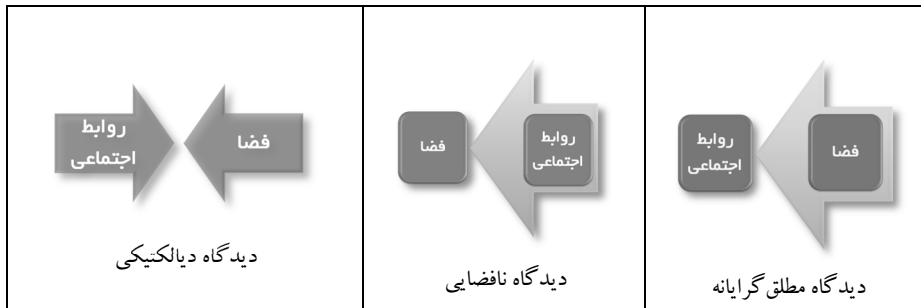 فضا
روابط
اجتماعی
دیدگاه مطلق‌گرایانه
روابط
اجتماعی
فضا
دیدگاه نافضایی
فضا
روابط
اجتماعی
دیدگاه دیالکتیکی